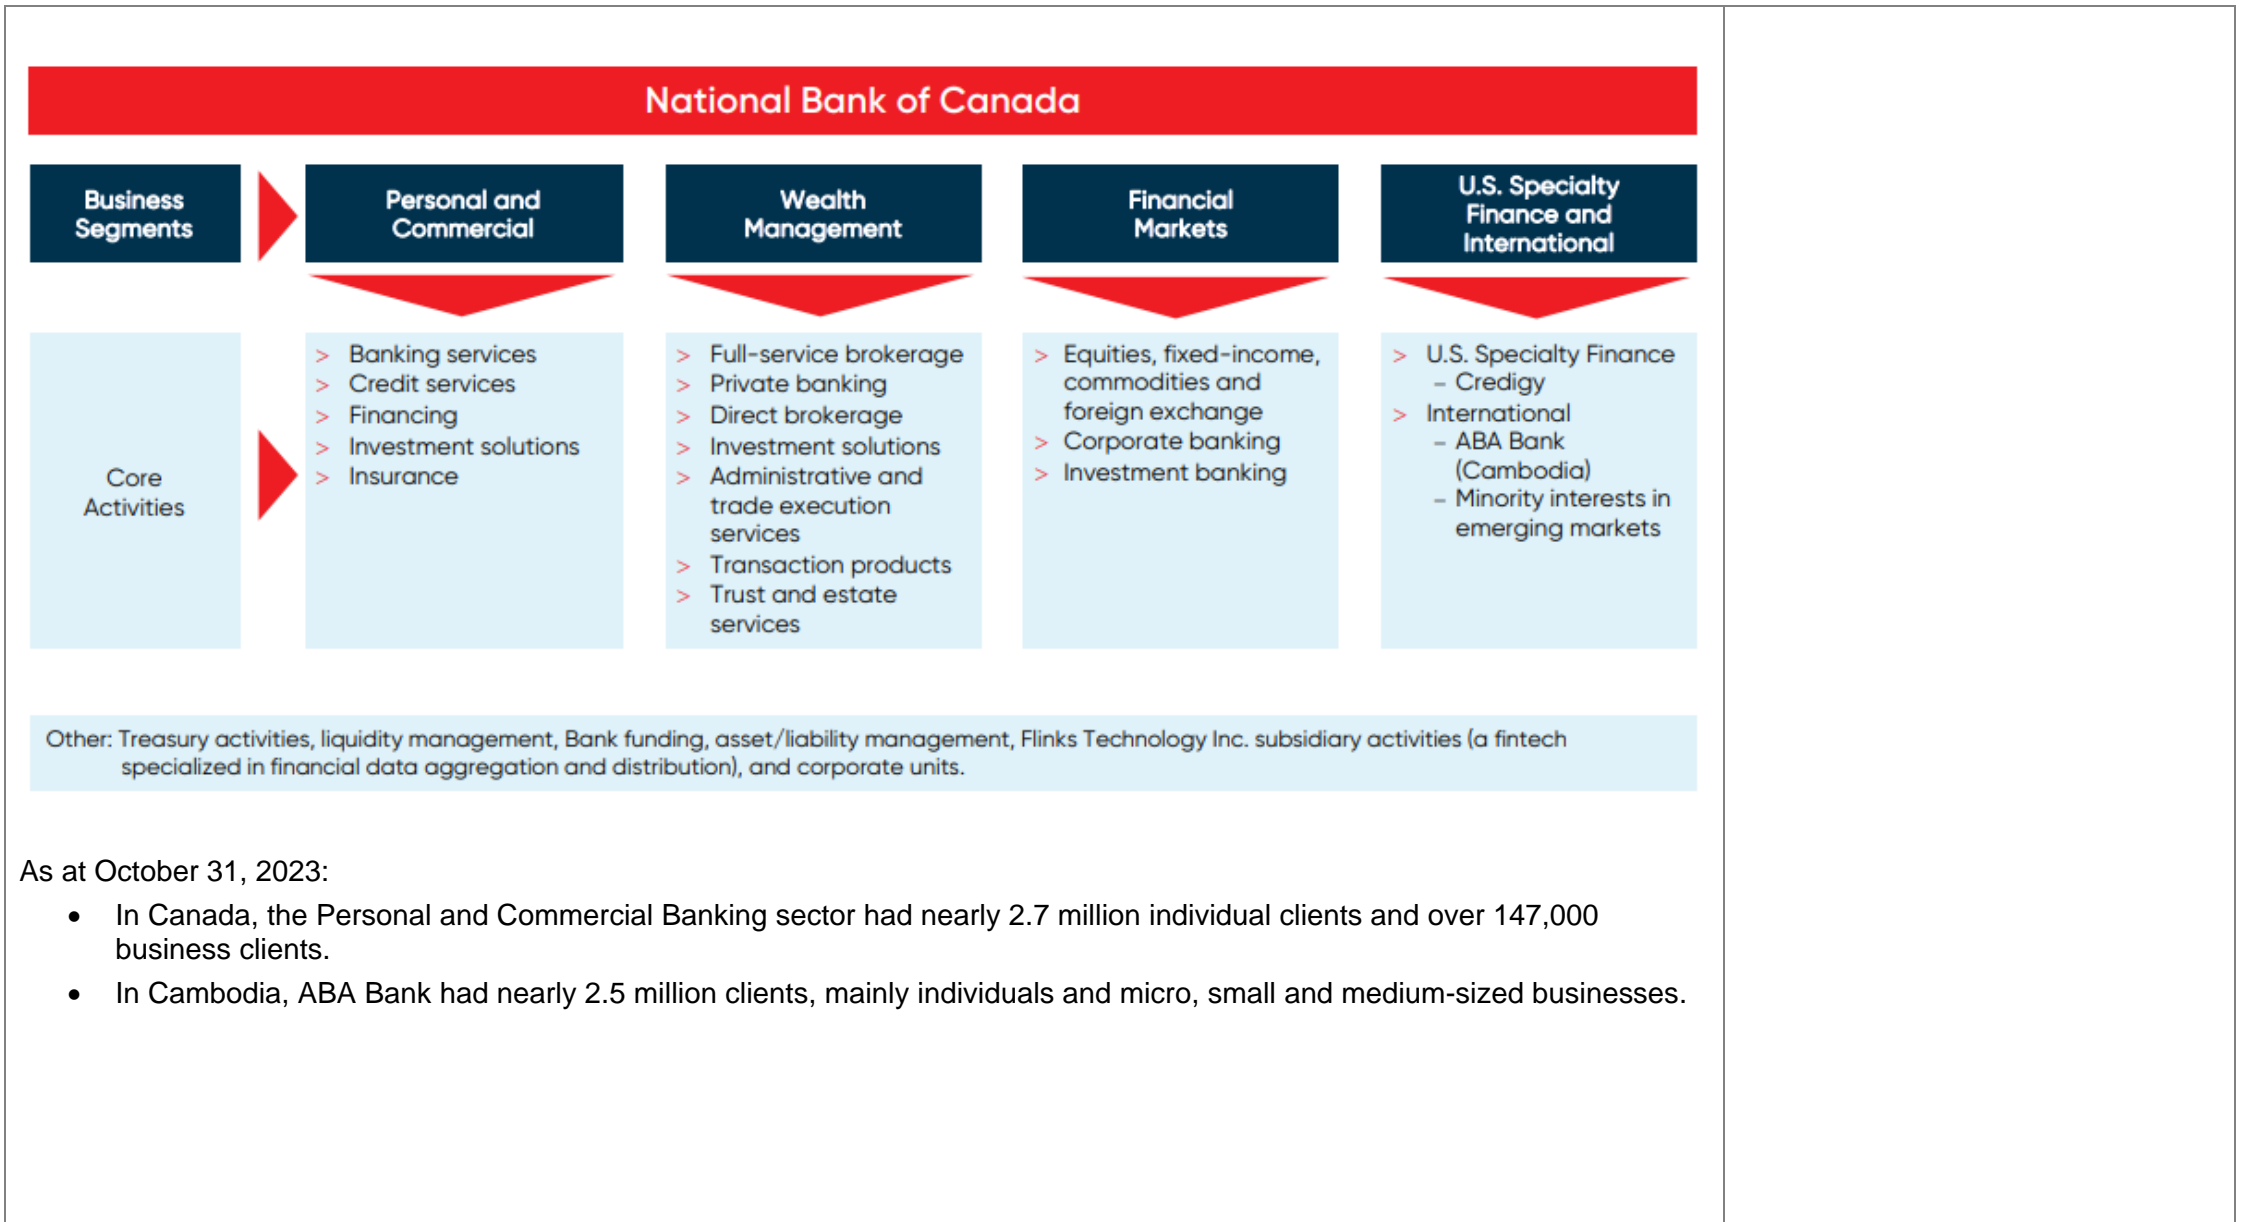 National Bank of Canada
Business
Segments
Personal and
Commercial
Wealth
Management
Financial
Markets
U.S. Specialty
Finance and
International
Core
Activities
> Banking services
> Credit services
> Financing
> Investment solutions
> Insurance
> Full-service brokerage
> Private banking
> Direct brokerage
> Investment solutions
> Administrative and
trade execution
services
> Transaction products
> Trust and estate
services
> Equities, fixed-income,
commodities and
foreign exchange
> Corporate banking
> Investment banking
> U.S. Specialty Finance
– Credigy
> International
– ABA Bank
(Cambodia)
– Minority interests in
emerging markets
Other: Treasury activities, liquidity management, Bank funding, asset/liability management, Flinks Technology Inc. subsidiary activities (a fintech
specialized in financial data aggregation and distribution), and corporate units.
As at October 31, 2023:
• In Canada, the Personal and Commercial Banking sector had nearly 2.7 million individual clients and over 147,000
business clients.
• In Cambodia, ABA Bank had nearly 2.5 million clients, mainly individuals and micro, small and medium-sized businesses.